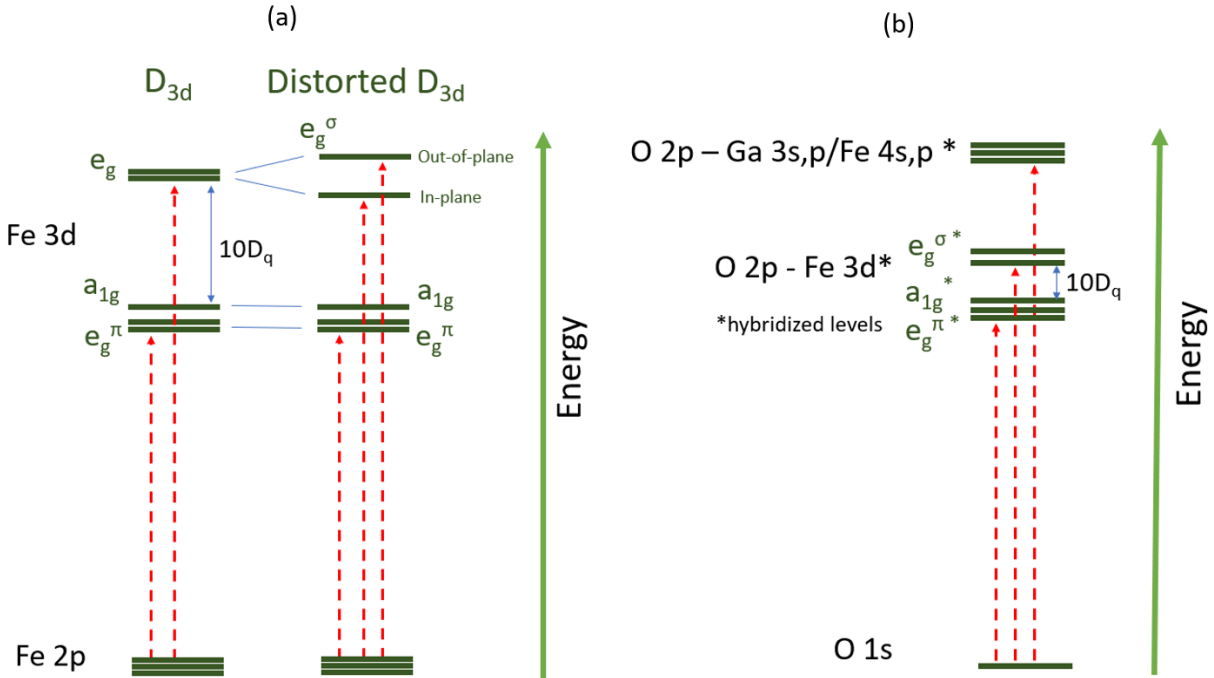 (a)
(b)
D3d
Distorted D3d
eg
egσ
Out-of-plane
In-plane
Fe 3d
10Dq
a1g
a1g
egπ
egπ
Fe 2p
Energy
O 2p – Ga 3s,p/Fe 4s,p *
O 2p - Fe 3d*
*hybridized levels
egσ *
a1g*
egπ *
10Dq
O 1s
Energy